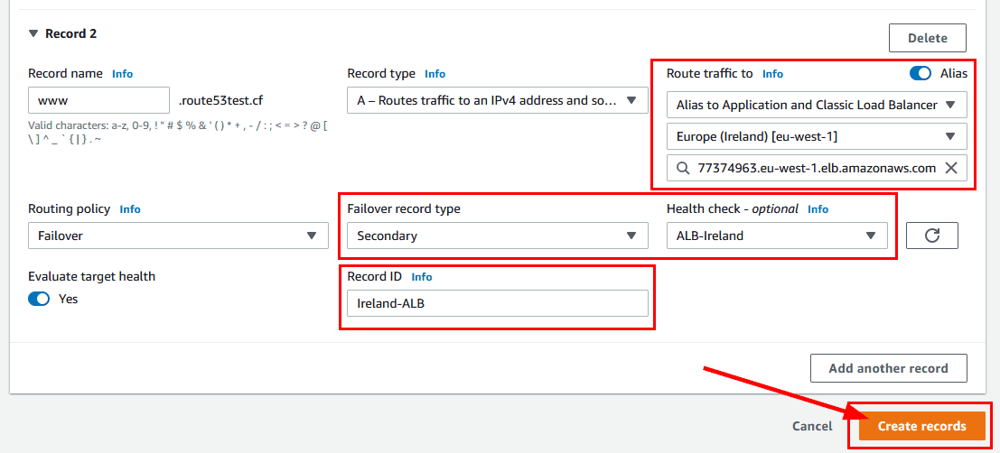 Record 2
Delete
Record name Info
Record type Info
Route traffic to Info
Alias
www
.route53test.cf
A – Routes traffic to an IPv4 address and so...
Alias to Application and Classic Load Balancer
Valid characters: a-z, 0-9, ! " # $ % & ' ( ) * + , - / : ; < = > ? @ [
\ ] ^ _ ` { | } . ~
Europe (Ireland) [eu-west-1]
77374963.eu-west-1.elb.amazonaws.com
Routing policy Info
Failover record type
Health check - optional Info
Failover
Secondary
ALB-Ireland
Evaluate target health
Record ID Info
Yes
Ireland-ALB
Add another record
Cancel
Create records